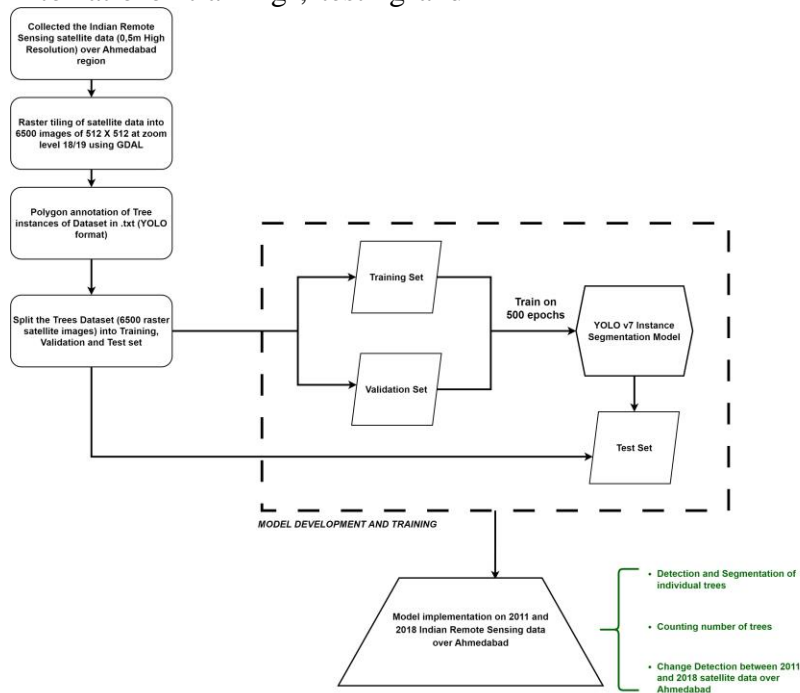 Collected the Indian Remote
Sensing satellite data (0,5m High
Resolution) over Ahmedabad
region
Raster tiling of satellite data into
6500 images of 512 X 512 at zoom
level 18/19 using GDAL
Polygon annotation of Tree
instances of Dataset in .txt (YOLO
format)
Split the Trees Dataset (6500 raster
satellite images) into Training,
Validation and Test set
Training Set
Validation Set
Train on
500 epochs
YOLO v7 Instance
Segmentation Model
Test Set
MODEL DEVELOPMENT AND TRAINING
Model implementation on 2011 and
2018 Indian Remote Sensing data
over Ahmedabad
• Detection and Segmentation of
individual trees
• Counting number of trees
• Change Detection between 2011
and 2018 satellite data over
Ahmedabad